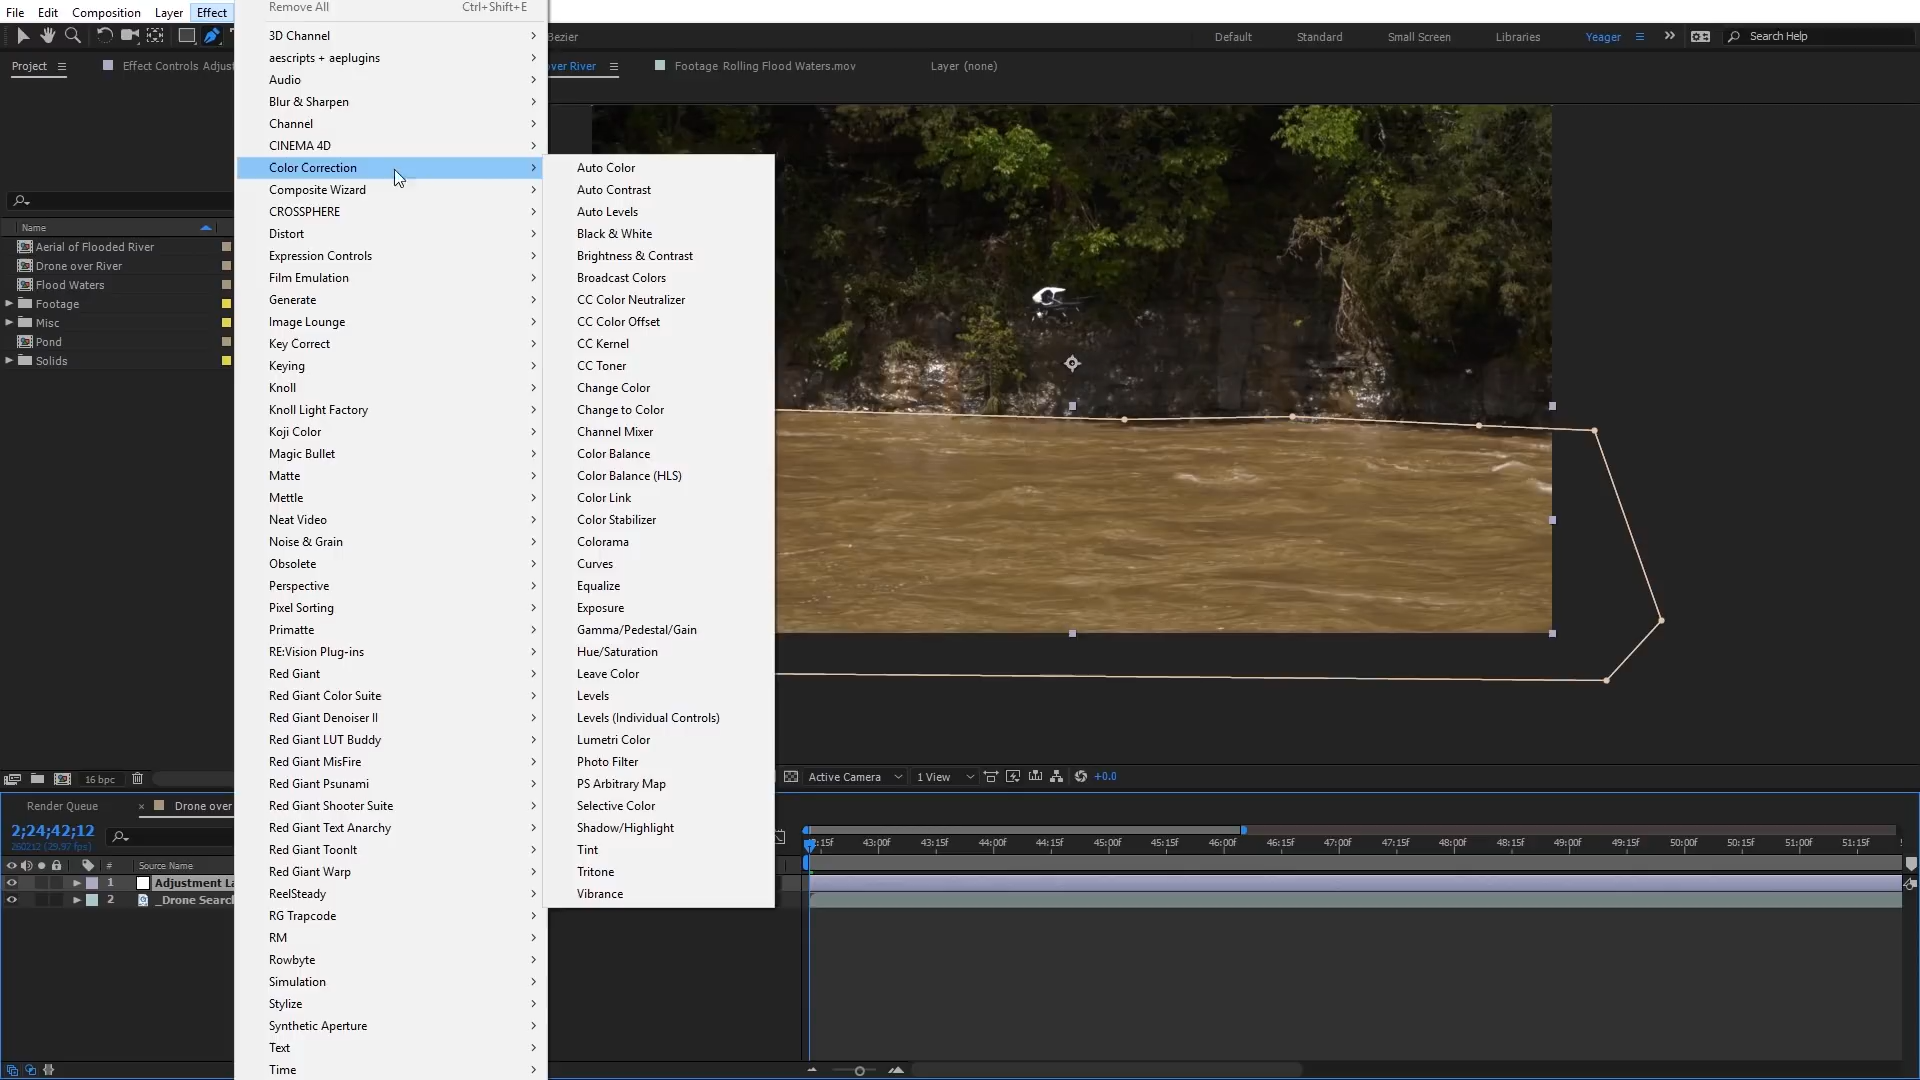 File Edit Composition Layer Effect
Remove All Ctrl+Shift+E
Bezier
Default Standard Small Screen Libraries Yeager Search Help
Project Effect Controls Adjust over River Footage Rolling Flood Waters.mov Layer (none)
3D Channel
aescripts + aeplugins
Audio
Blur & Sharpen
Channel
CINEMA 4D
Color Correction
Composite Wizard
CROSSPHERE
Distort
Expression Controls
Film Emulation
Generate
Image Lounge
Key Correct
Keying
Knoll
Knoll Light Factory
Koji Color
Magic Bullet
Matte
Mettle
Neat Video
Noise & Grain
Obsolete
Perspective
Pixel Sorting
Primatte
RE:Vision Plug-ins
Red Giant
Red Giant Color Suite
Red Giant Denoiser II
Red Giant LUT Buddy
Red Giant MisFire
Red Giant Psunami
Red Giant Shooter Suite
Red Giant Text Anarchy
Red Giant ToonIt
Red Giant Warp
ReelSteady
RG Trapcode
RM
Rowbyte
Simulation
Stylize
Synthetic Aperture
Text
Time
Auto Color
Auto Contrast
Auto Levels
Black & White
Brightness & Contrast
Broadcast Colors
CC Color Neutralizer
CC Color Offset
CC Kernel
CC Toner
Change Color
Change to Color
Channel Mixer
Color Balance
Color Balance (HLS)
Color Link
Color Stabilizer
Colorama
Curves
Equalize
Exposure
Gamma/Pedestal/Gain
Hue/Saturation
Leave Color
Levels
Levels (Individual Controls)
Lumetri Color
Photo Filter
PS Arbitrary Map
Selective Color
Shadow/Highlight
Tint
Tritone
Vibrance
Name
Aerial of Flooded River
Drone over River
Flood Waters
Footage
Misc
Pond
Solids
16 bpc
Active Camera 1 View +0.0
Render Queue × Drone over
2;24;42;12
260212 (29.97 fps)
# Source Name
1 Adjustment La
2 _Drone Search
2:15f 43:00f 43:15f 44:00f 44:15f 45:00f 45:15f 46:00f 46:15f 47:00f 47:15f 48:00f 48:15f 49:00f 49:15f 50:00f 50:15f 51:00f 51:15f